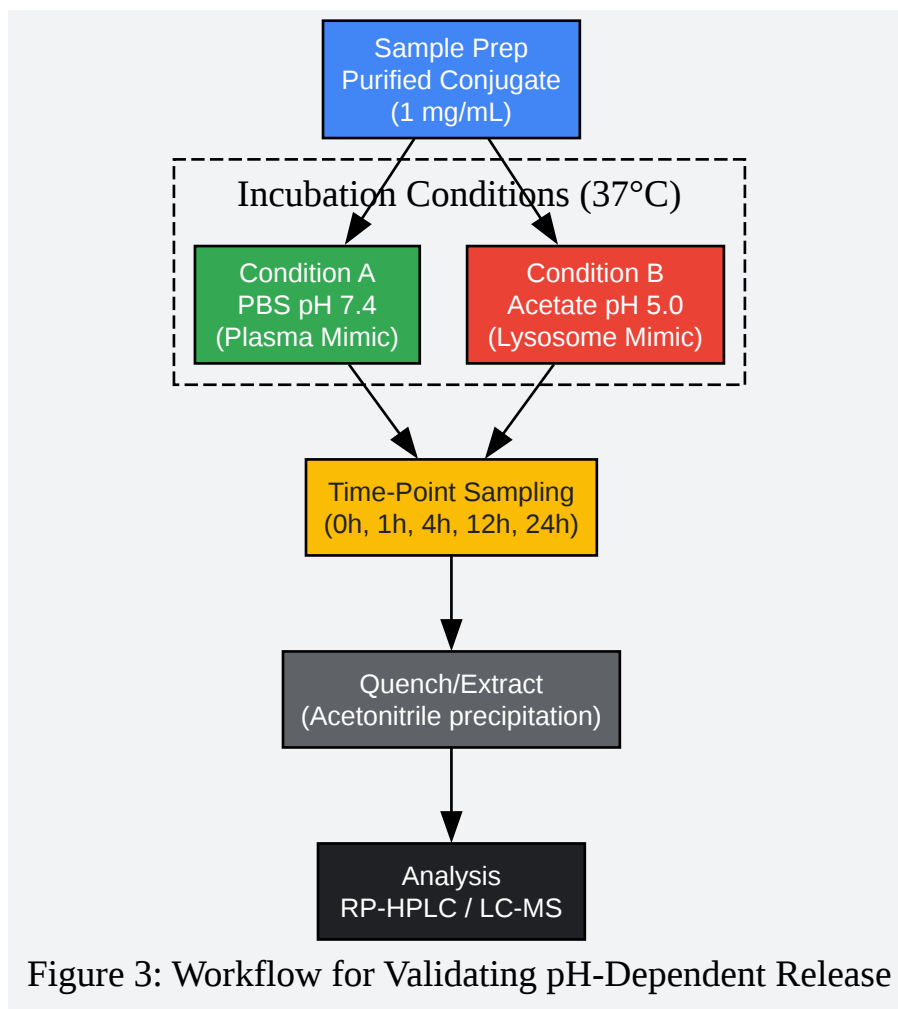 Sample Prep
Purified Conjugate
(1 mg/mL)
Incubation Conditions (37°C)
Condition A
PBS pH 7.4
(Plasma Mimic)
Condition B
Acetate pH 5.0
(Lysosome Mimic)
Time-Point Sampling
(0h, 1h, 4h, 12h, 24h)
Quench/Extract
(Acetonitrile precipitation)
Analysis
RP-HPLC / LC-MS
Figure 3: Workflow for Validating pH-Dependent Release